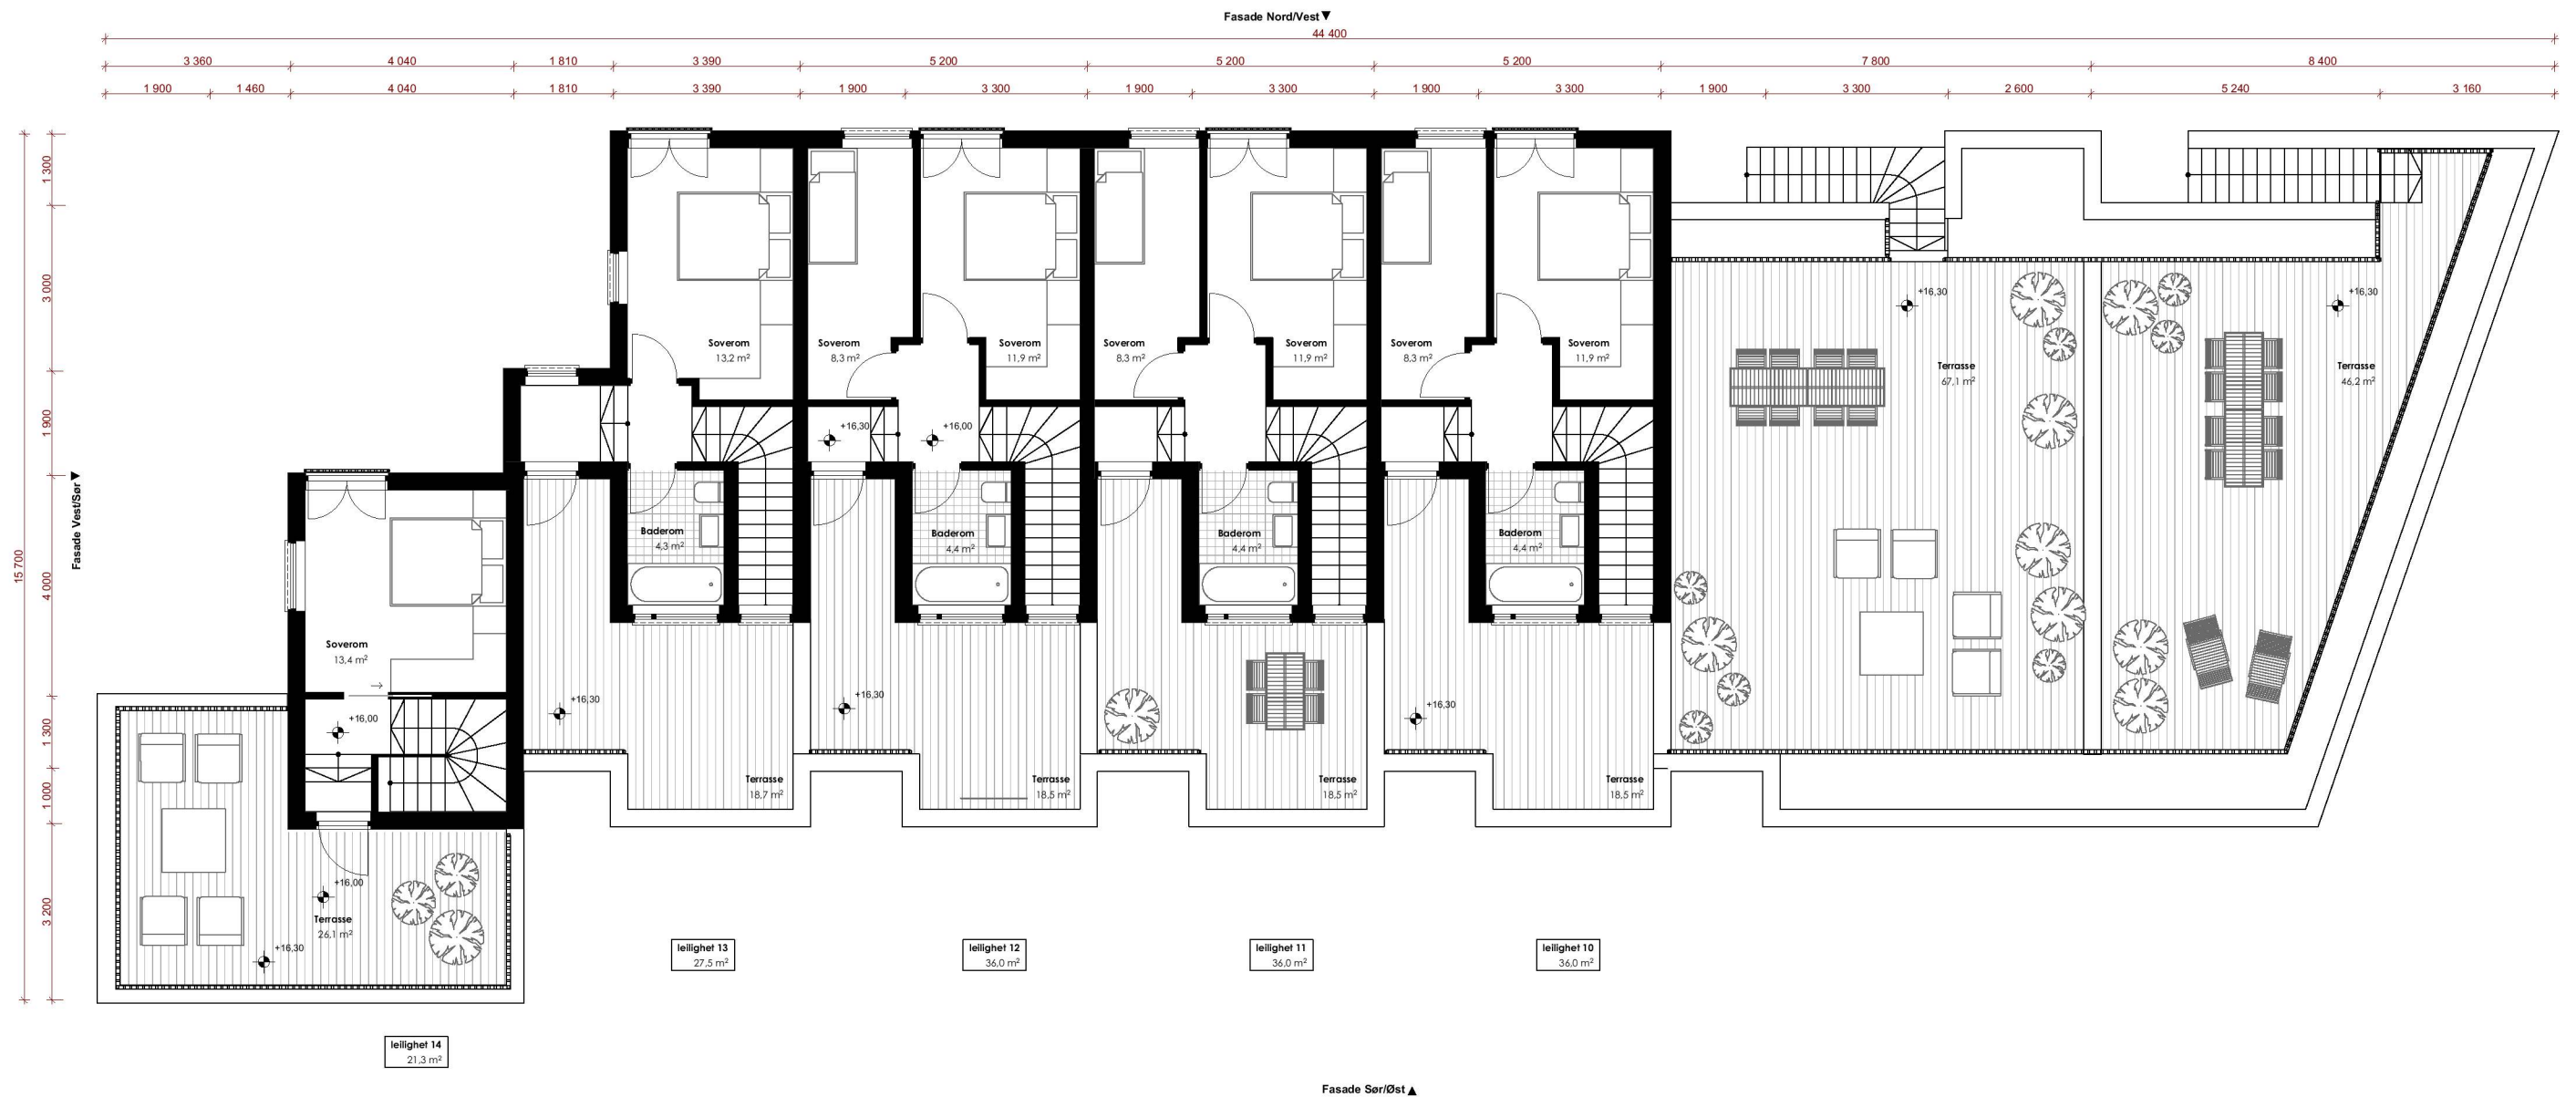 Fasade Nord/Vest
44 400
3 360
4 040
1 810
3 390
5 200
5 200
5 200
7 800
8 400
1 900
1 460
4 040
1 810
3 390
1 900
3 300
1 900
3 300
1 900
3 300
1 900
3 300
2 600
5 240
3 160
15 700
1 300
3 000
1 900
4 000
1 300
1 000
3 200
Fasade Vest/Sør
Soverom
13,2 m²
Soverom
8,3 m²
Soverom
11,9 m²
Soverom
8,3 m²
Soverom
11,9 m²
Soverom
8,3 m²
Soverom
11,9 m²
+16,30
+16,30
Terrasse
67,1 m²
Terrasse
46,2 m²
+16,30
+16,00
Baderom
4,3 m²
Baderom
4,4 m²
Baderom
4,4 m²
Baderom
4,4 m²
Soverom
13,4 m²
+16,00
+16,30
+16,30
+16,30
Terrasse
18,7 m²
Terrasse
18,5 m²
Terrasse
18,5 m²
Terrasse
18,5 m²
+16,00
Terrasse
26,1 m²
+16,30
leilighet 13
27,5 m²
leilighet 12
36,0 m²
leilighet 11
36,0 m²
leilighet 10
36,0 m²
leilighet 14
21,3 m²
Fasade Sør/Øst